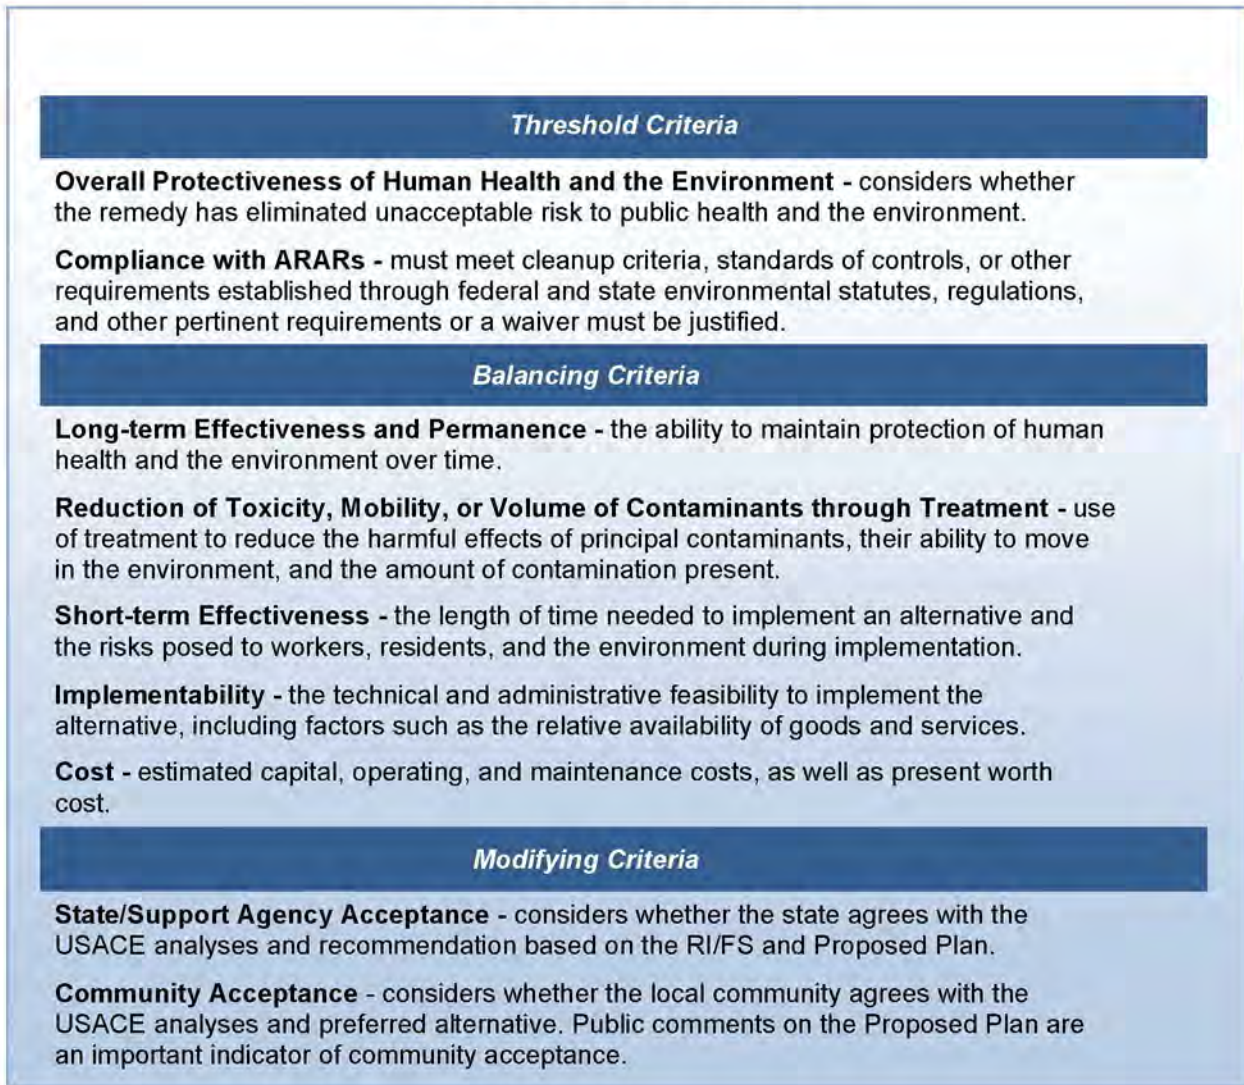 Threshold Criteria
Overall Protectiveness of Human Health and the Environment - considers whether
the remedy has eliminated unacceptable risk to public health and the environment.
Compliance with ARARs - must meet cleanup criteria, standards of controls, or other
requirements established through federal and state environmental statutes, regulations,
and other pertinent requirements or a waiver must be justified.
Balancing Criteria
Long-term Effectiveness and Permanence - the ability to maintain protection of human
health and the environment over time.
Reduction of Toxicity, Mobility, or Volume of Contaminants through Treatment - use
of treatment to reduce the harmful effects of principal contaminants, their ability to move
in the environment, and the amount of contamination present.
Short-term Effectiveness - the length of time needed to implement an alternative and
the risks posed to workers, residents, and the environment during implementation.
Implementability - the technical and administrative feasibility to implement the
alternative, including factors such as the relative availability of goods and services.
Cost - estimated capital, operating, and maintenance costs, as well as present worth
cost.
Modifying Criteria
State/Support Agency Acceptance - considers whether the state agrees with the
USACE analyses and recommendation based on the RI/FS and Proposed Plan.
Community Acceptance - considers whether the local community agrees with the
USACE analyses and preferred alternative. Public comments on the Proposed Plan are
an important indicator of community acceptance.